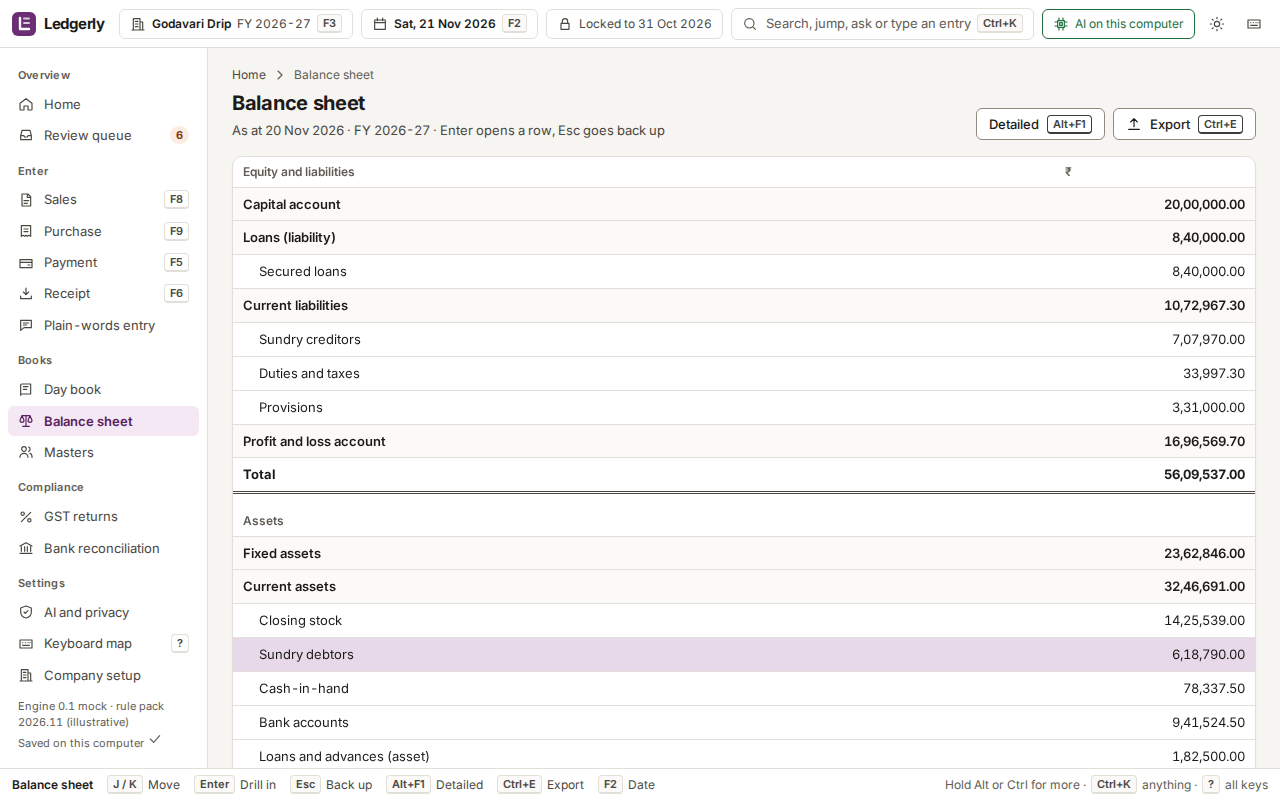 Ledgerly
Godavari Drip FY 2026-27 F3
Sat, 21 Nov 2026 F2
Locked to 31 Oct 2026
Search, jump, ask or type an entry Ctrl+K
AI on this computer
Overview
Home
Review queue 6
Enter
Sales F8
Purchase F9
Payment F5
Receipt F6
Plain-words entry
Books
Day book
Balance sheet
Masters
Compliance
GST returns
Bank reconciliation
Settings
AI and privacy
Keyboard map ?
Company setup
Engine 0.1 mock · rule pack
2026.11 (illustrative)
Saved on this computer
Home > Balance sheet
Balance sheet
As at 20 Nov 2026 · FY 2026-27 · Enter opens a row, Esc goes back up
Detailed Alt+F1
Export Ctrl+E
Equity and liabilities ₹
Capital account 20,00,000.00
Loans (liability) 8,40,000.00
Secured loans 8,40,000.00
Current liabilities 10,72,967.30
Sundry creditors 7,07,970.00
Duties and taxes 33,997.30
Provisions 3,31,000.00
Profit and loss account 16,96,569.70
Total 56,09,537.00
Assets
Fixed assets 23,62,846.00
Current assets 32,46,691.00
Closing stock 14,25,539.00
Sundry debtors 6,18,790.00
Cash-in-hand 78,337.50
Bank accounts 9,41,524.50
Loans and advances (asset) 1,82,500.00
Balance sheet J / K Move Enter Drill in Esc Back up Alt+F1 Detailed Ctrl+E Export F2 Date
Hold Alt or Ctrl for more · Ctrl+K anything · ? all keys